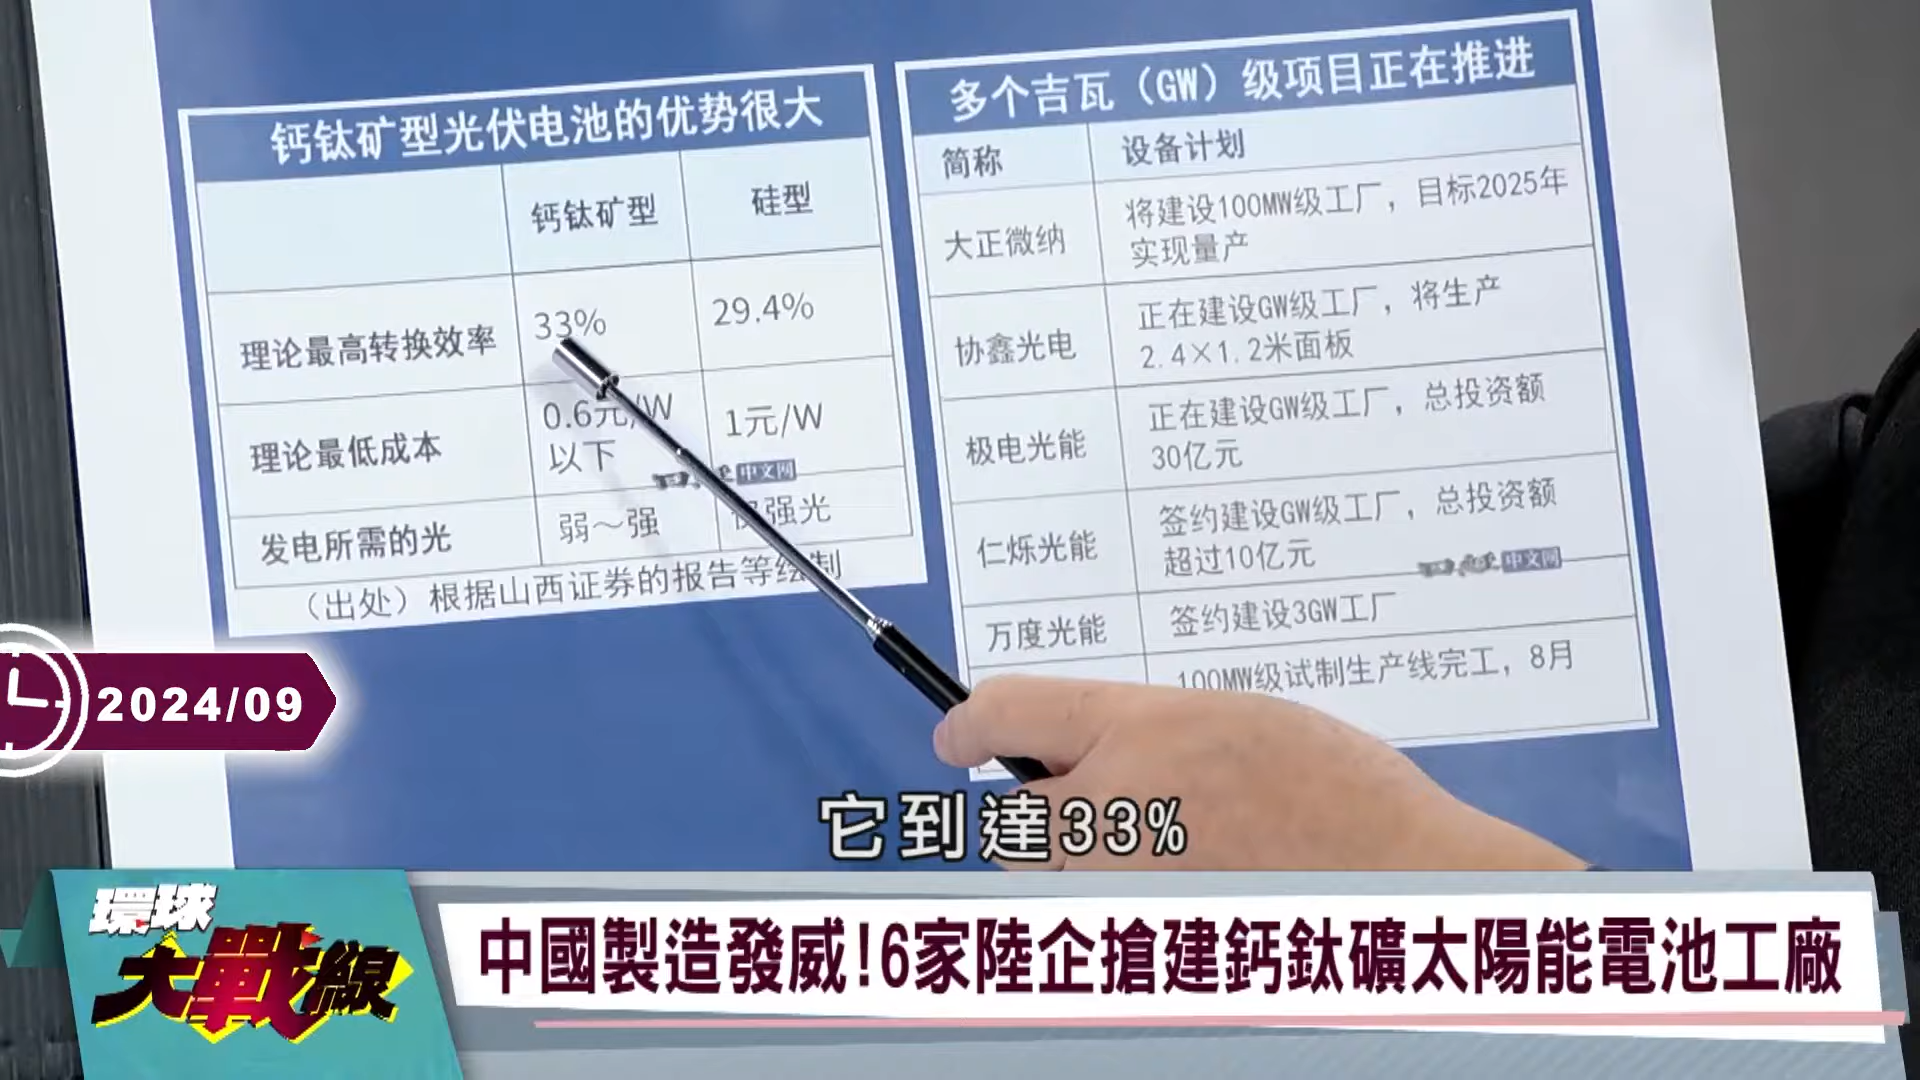 钙钛矿型光伏电池的优势很大
钙钛矿型
硅型
理论最高转换效率
33%
29.4%
理论最低成本
0.6元/W
以下
1元/W
中文网
发电所需的光
弱～强
仅强光
（出处）根据山西证券的报告等绘制
多个吉瓦（GW）级项目正在推进
简称
设备计划
大正微纳
将建设100MW级工厂，目标2025年
实现量产
协鑫光电
正在建设GW级工厂，将生产
2.4×1.2米面板
极电光能
正在建设GW级工厂，总投资额
30亿元
仁烁光能
签约建设GW级工厂，总投资额
超过10亿元
中文网
万度光能
签约建设3GW工厂
100MW级试制生产线完工，8月
2024/09
它到達33%
環球
大戰線
中國製造發威!6家陸企搶建鈣鈦礦太陽能電池工廠